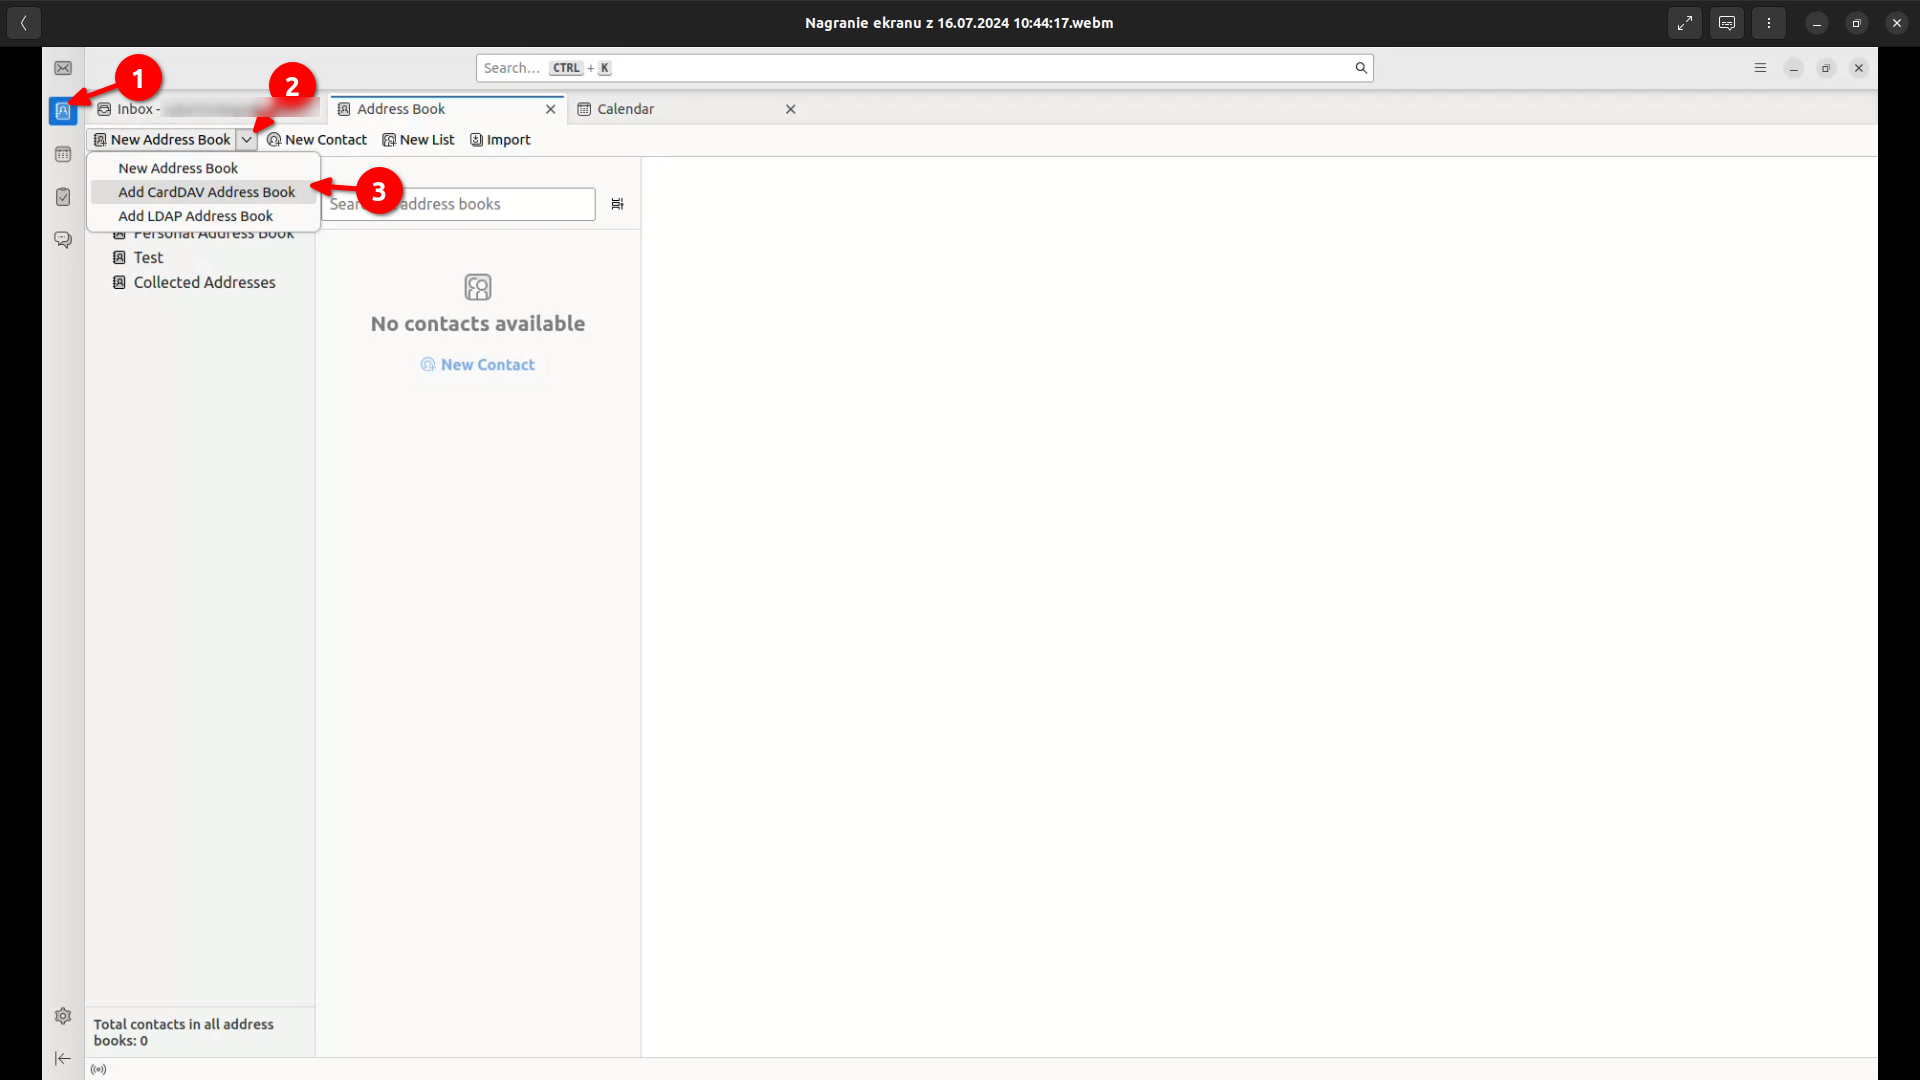 Nagranie ekranu z 16.07.2024 10:44:17.webm
Search... CTRL + K
1
2
Inbox -
Address Book
Calendar
New Address Book
New Contact
New List
Import
New Address Book
Add CardDAV Address Book
3
Add LDAP Address Book
address books
Personal Address Book
Test
Collected Addresses
No contacts available
New Contact
Total contacts in all address
books: 0